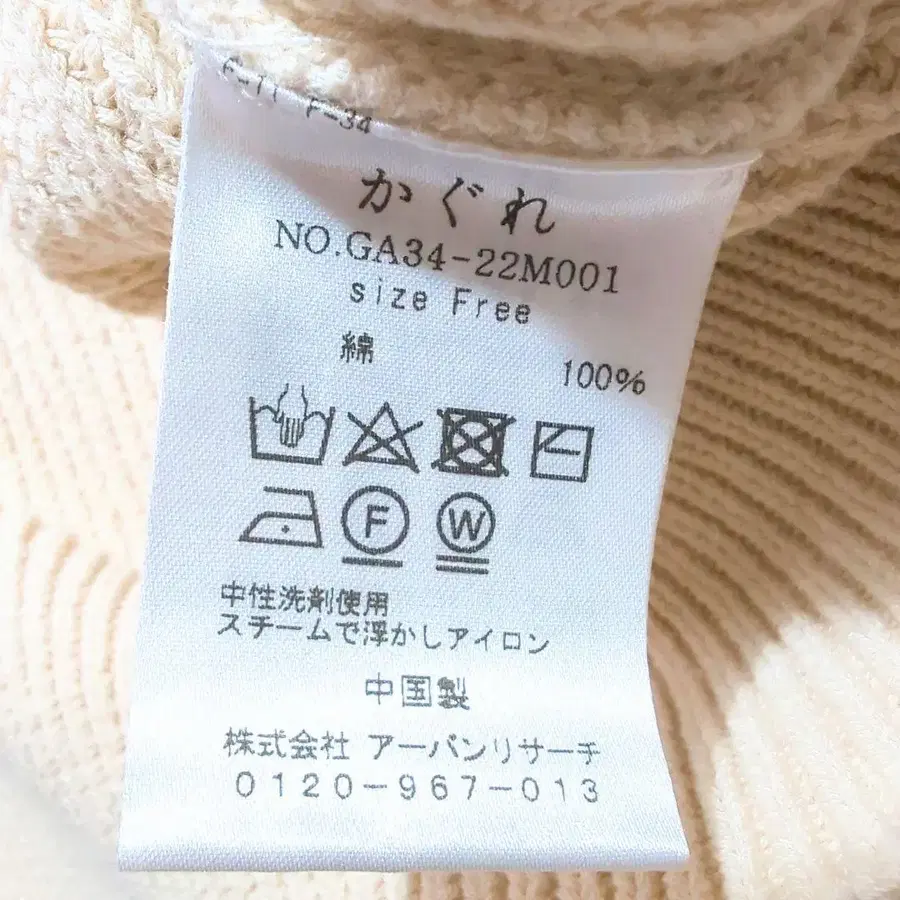 F-11 F-34
かぐれ
NO.GA34-22M001
size Free
綿 100%
F W
中性洗剤使用
スチームで浮かしアイロン
中国製
株式会社 アーバンリサーチ
0120-967-013